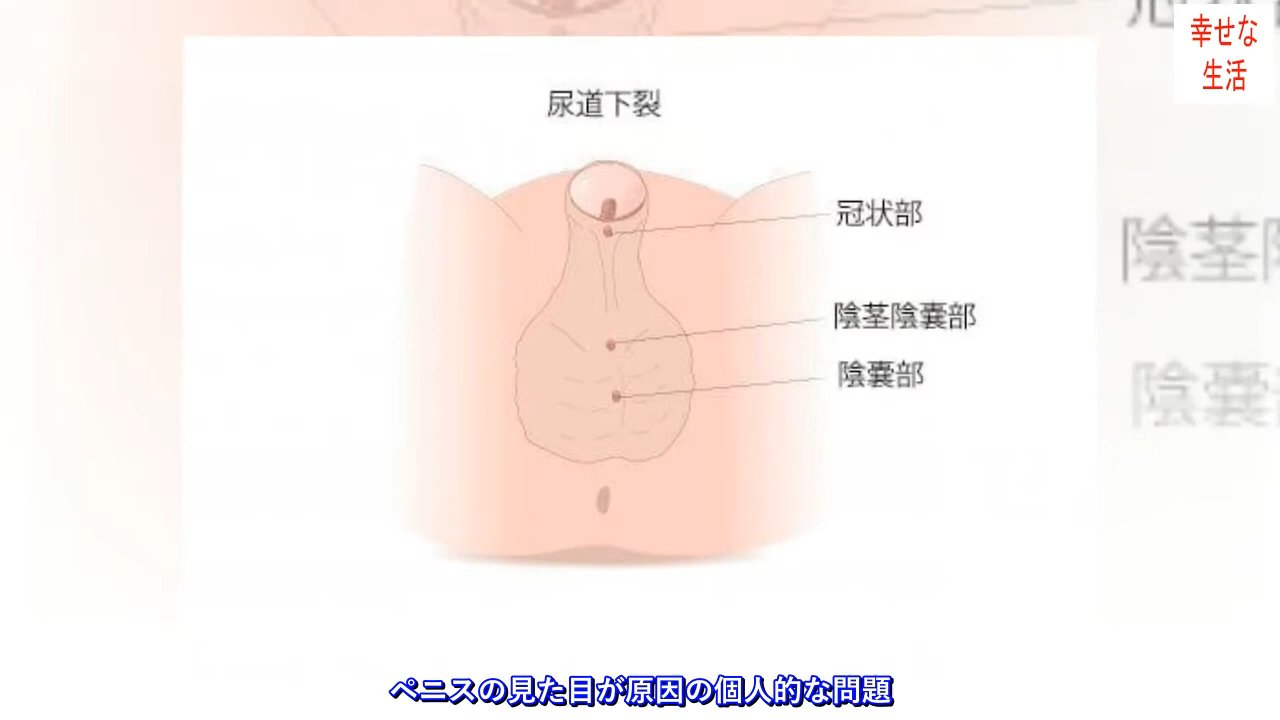 幸せな
生活
尿道下裂
冠状部
陰茎陰嚢部
陰嚢部
陰茎
陰嚢
ペニスの見た目が原因の個人的な問題